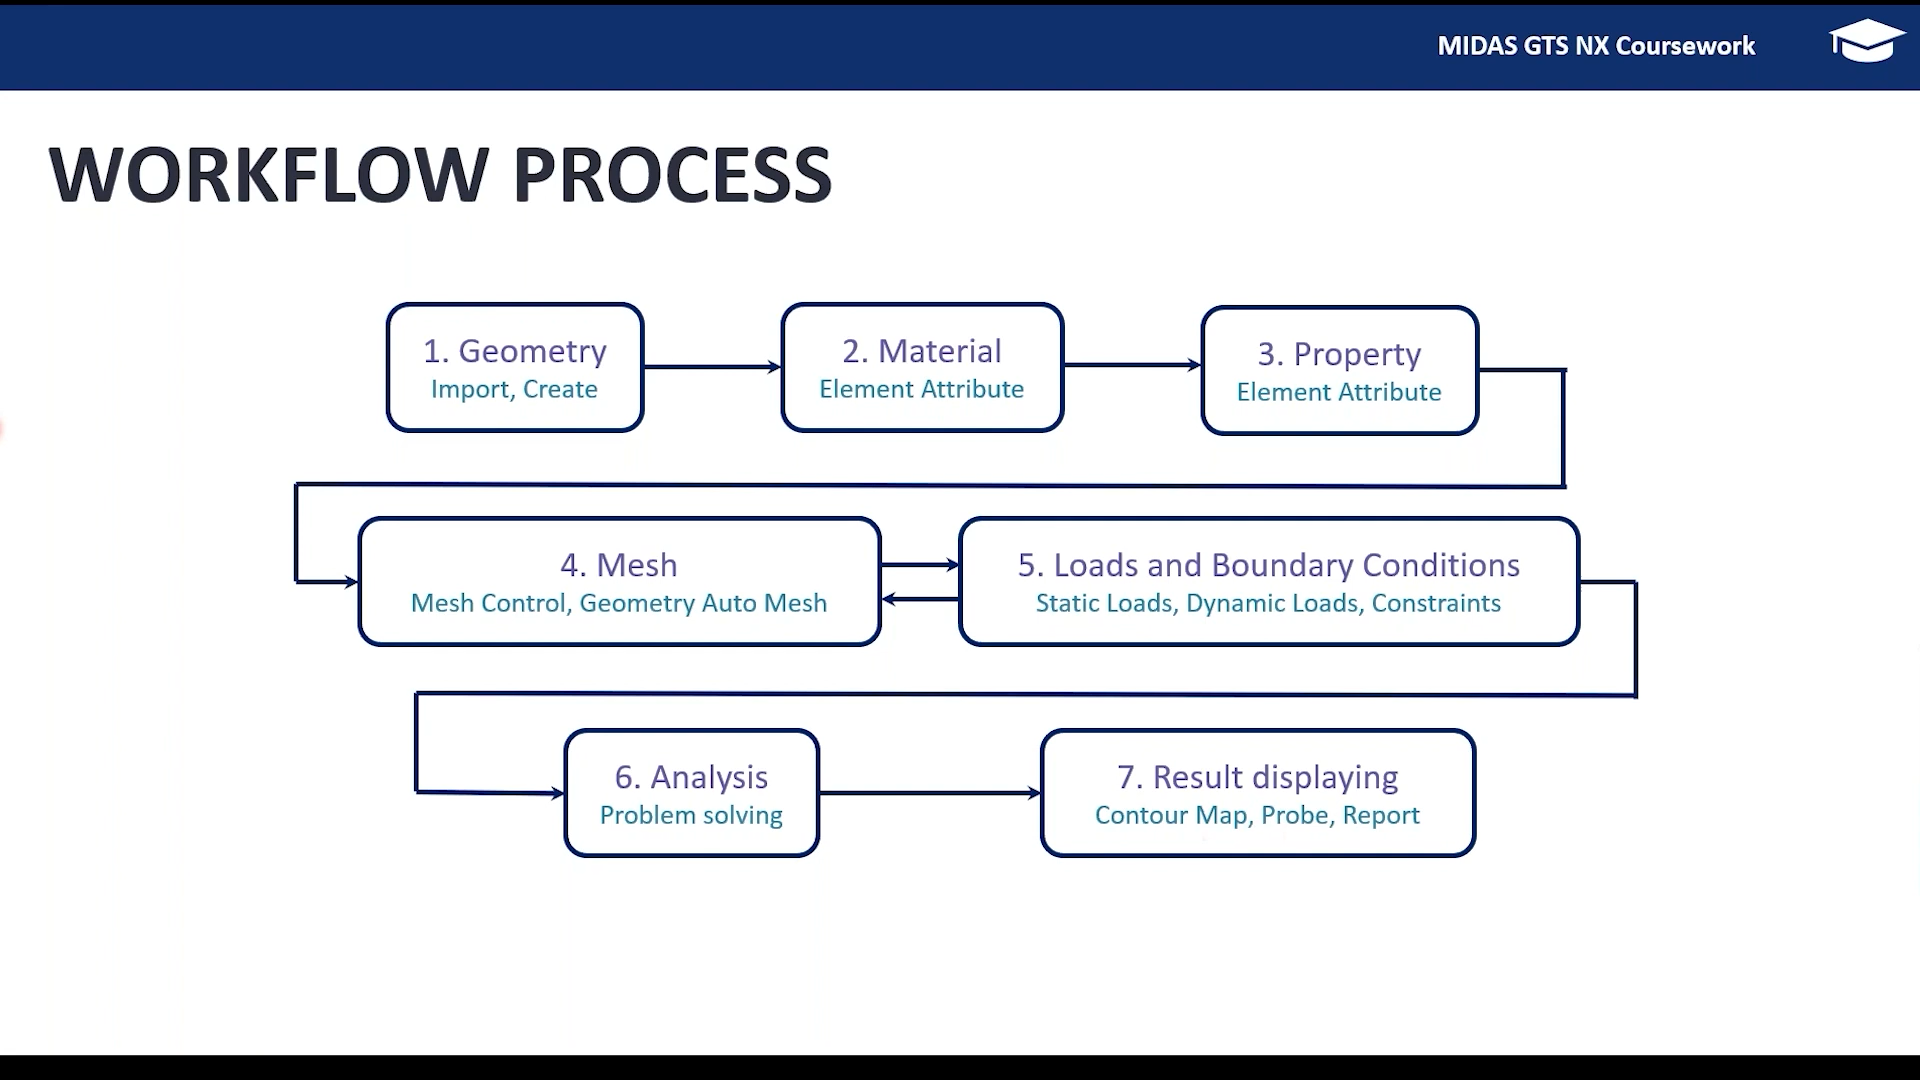 MIDAS GTS NX Coursework
WORKFLOW PROCESS
1. Geometry
Import, Create
2. Material
Element Attribute
3. Property
Element Attribute
4. Mesh
Mesh Control, Geometry Auto Mesh
5. Loads and Boundary Conditions
Static Loads, Dynamic Loads, Constraints
6. Analysis
Problem solving
7. Result displaying
Contour Map, Probe, Report